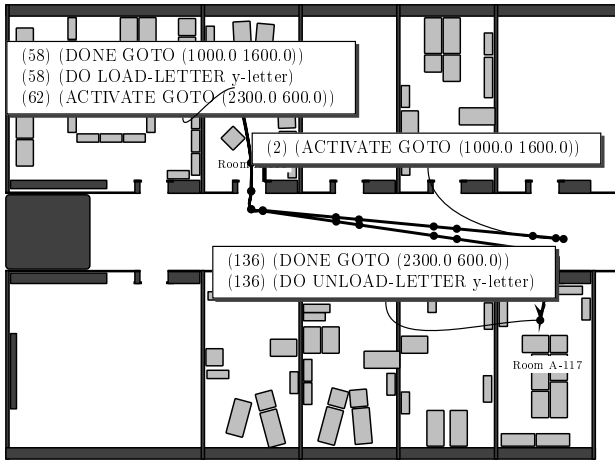 (58) (DONE GOTO (1000.0 1600.0))
(58) (DO LOAD-LETTER y-letter)
(62) (ACTIVATE GOTO (2300.0 600.0))
(2) (ACTIVATE GOTO (1000.0 1600.0))
Room
(136) (DONE GOTO (2300.0 600.0))
(136) (DO UNLOAD-LETTER y-letter)
Room A-117